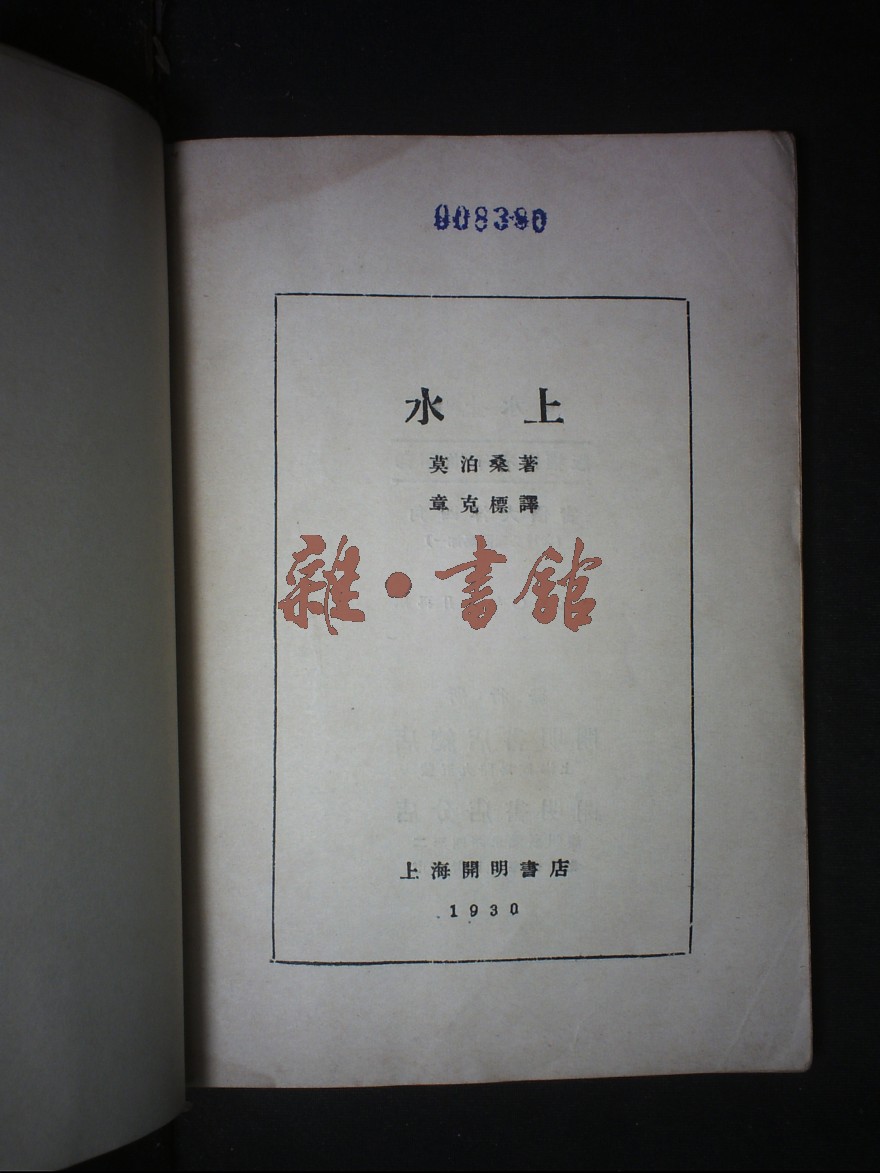 008380
水上
莫泊桑著
章克標譯
雜·書舘
上海開明書店
1930